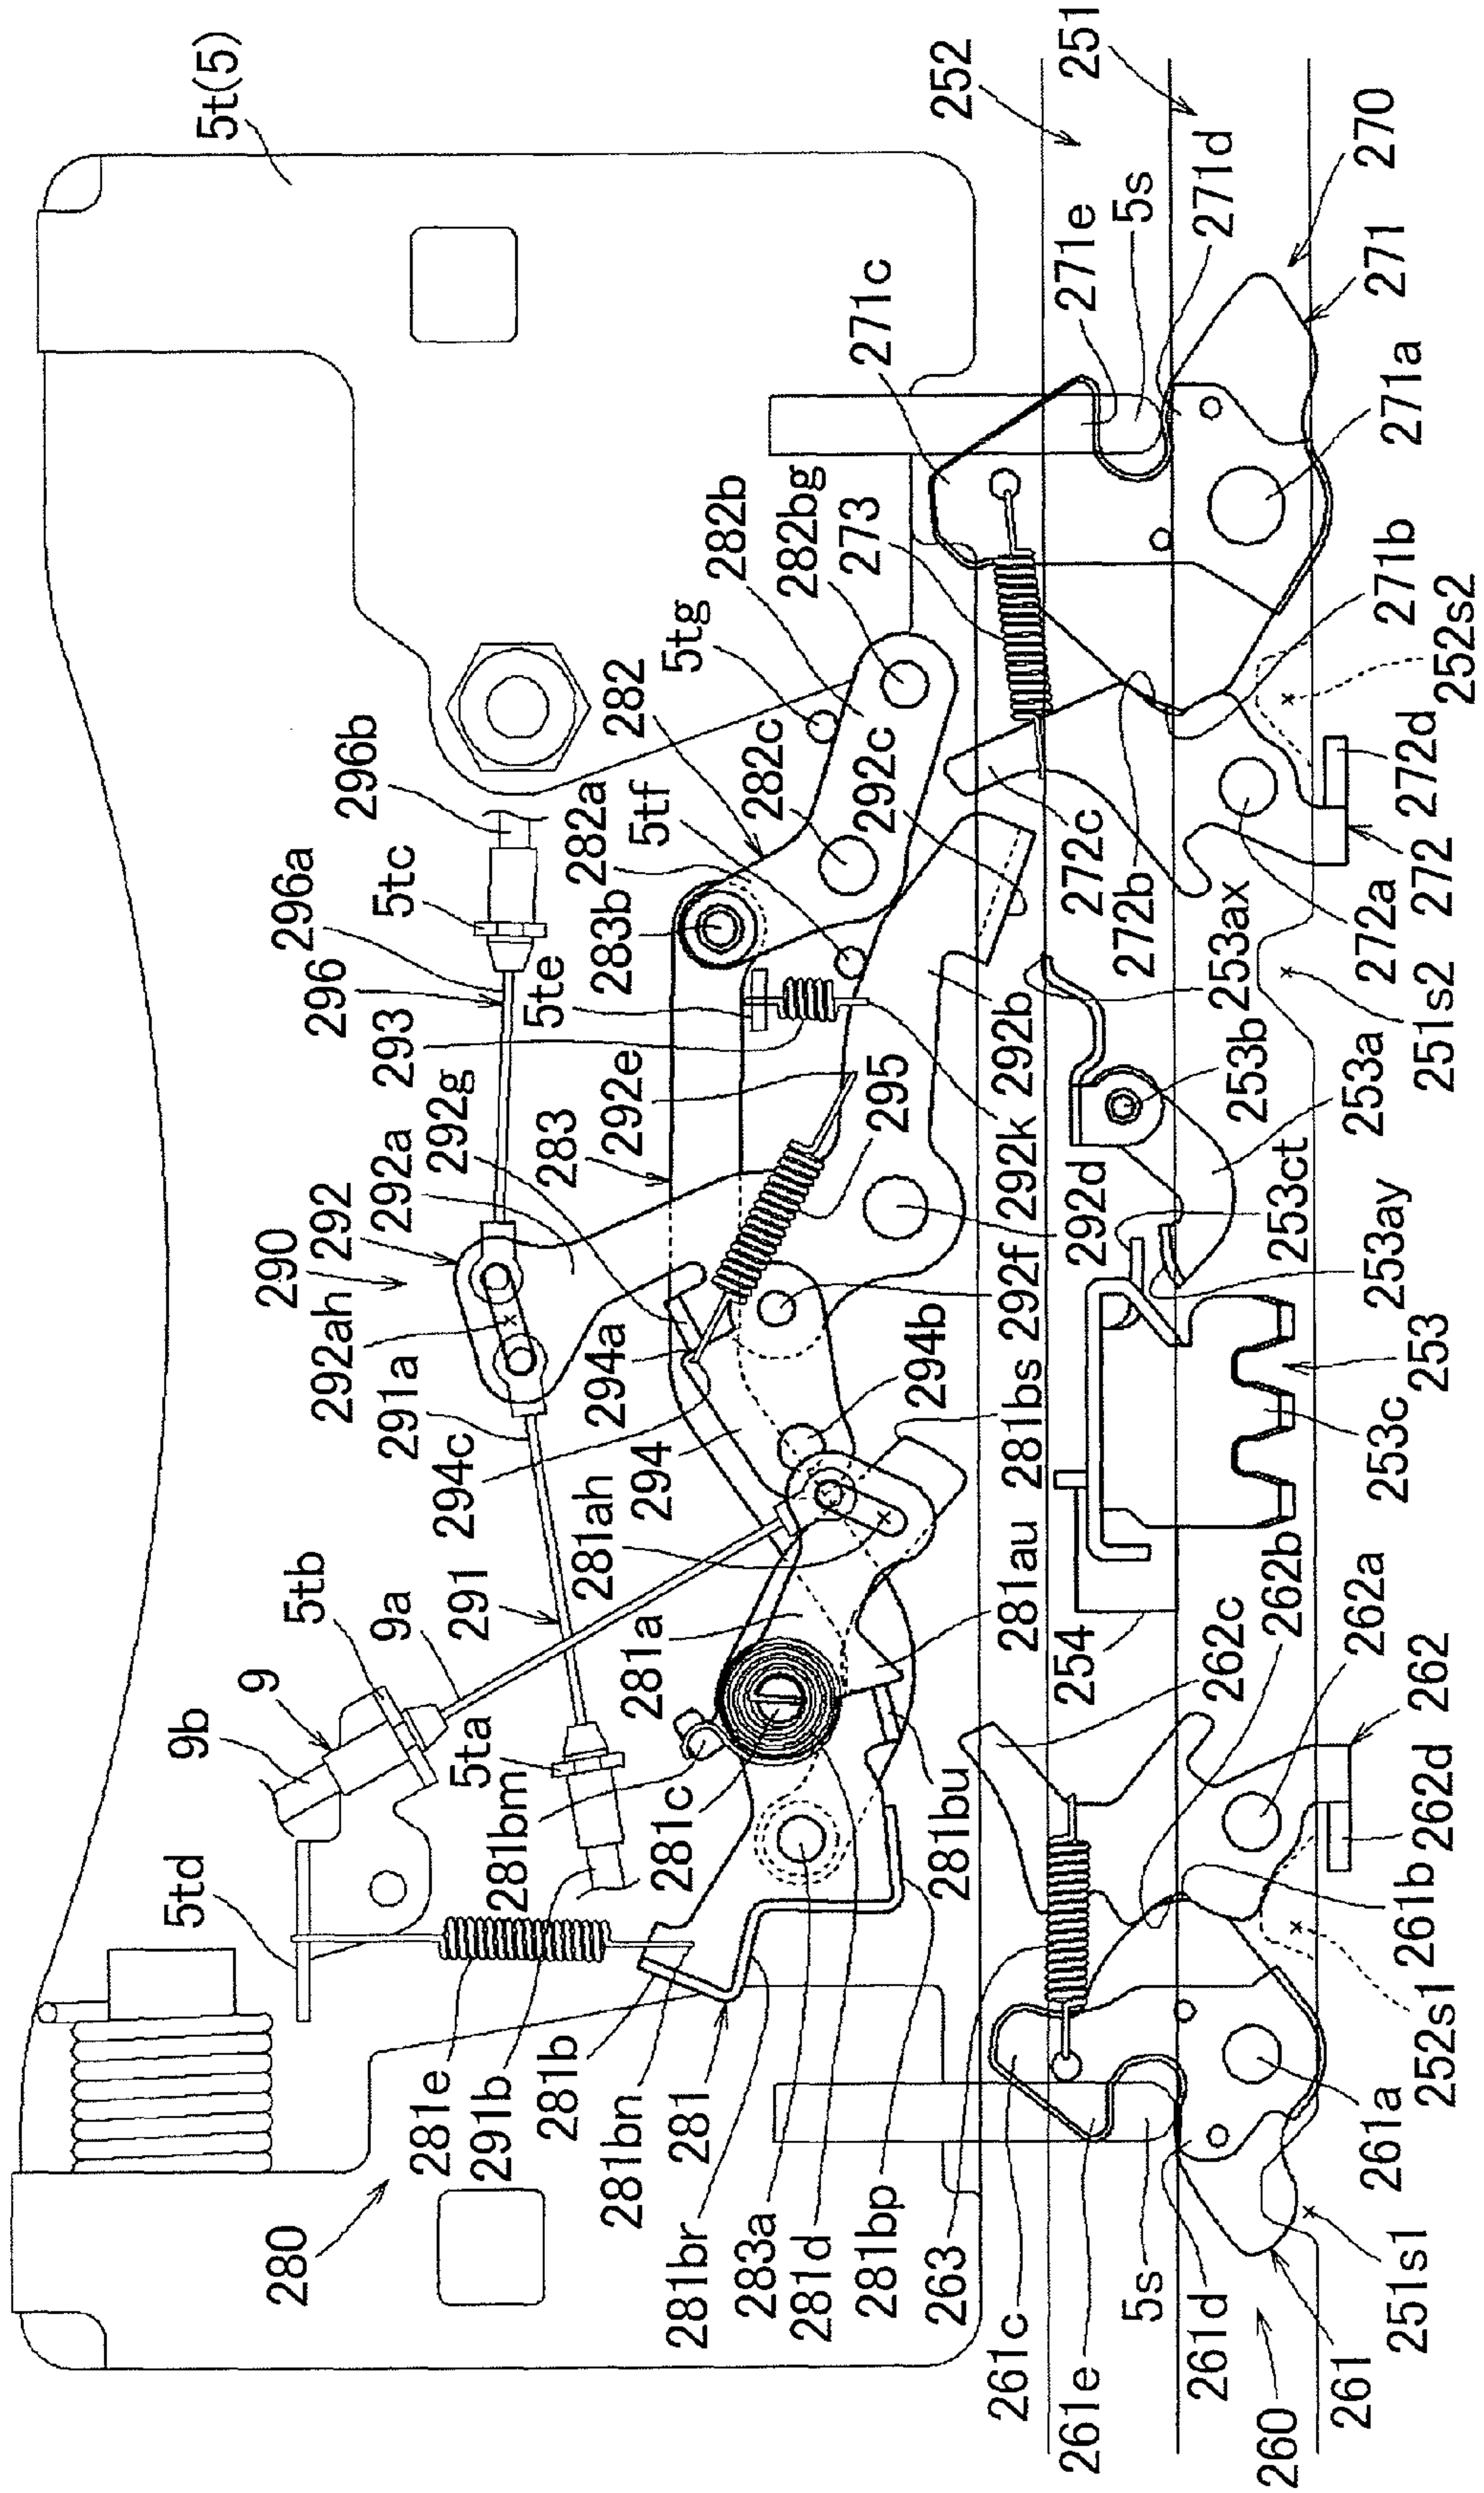 5t(5)
252
251
5s
271e
271d
270
271c
271
271a
282b
282bg
273
271b
252s2
5tg
282
282c
292c
296b
282a
5tf
272c
272b
272d
272
272a
296a
5tc
283b
296
5te
293
253ax
253b
253a
251s2
292e
292b
295
292k
292g
292a
283
292d
253ct
253ay
290
292
292ah
292f
294a
294b
253
291a
294c
294
281bs
253c
281ah
281au
262b
262a
5tb
9a
291
281a
254
262c
262
9
9b
5ta
281bm
281c
281bu
262d
5td
261b
252s1
281e
291b
281b
281bn
281
261a
280
281br
283a
281d
281bp
263
261c
261e
5s
261d
251s1
261
260